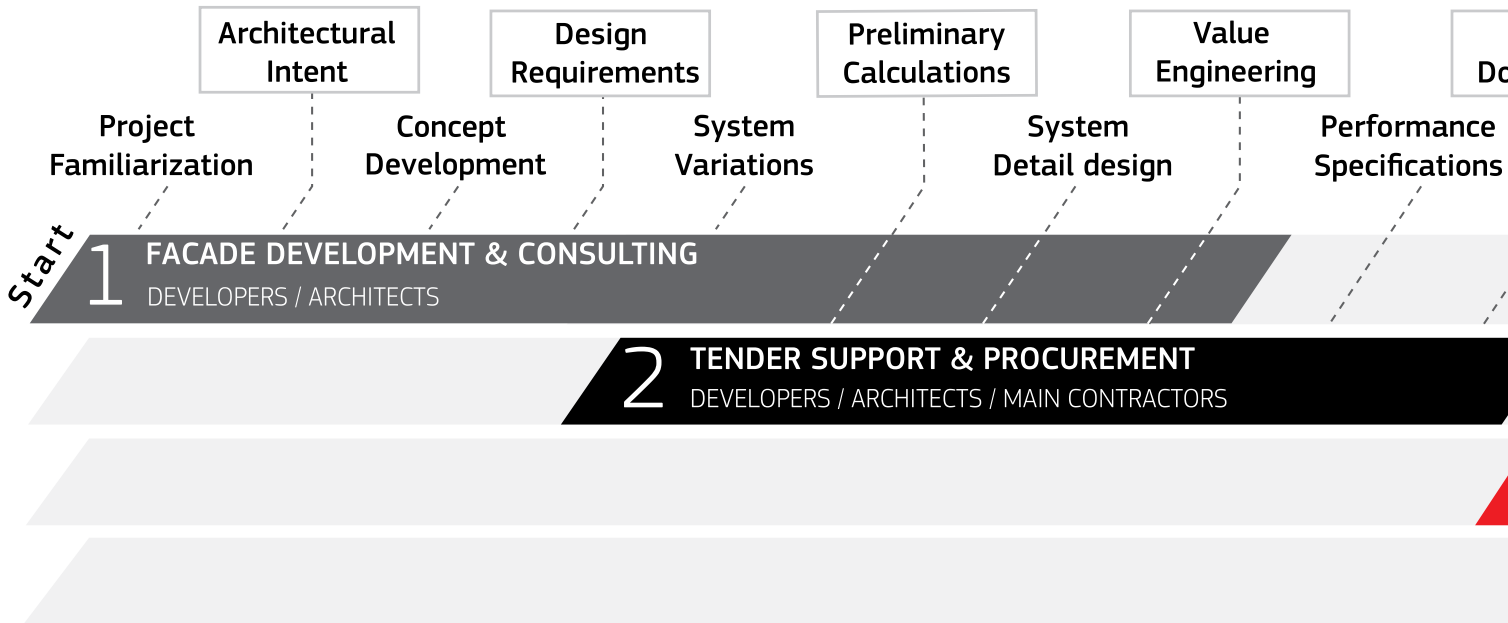 Architectural
Intent
Design
Requirements
Preliminary
Calculations
Value
Engineering
Project
Familiarization
Concept
Development
System
Variations
System
Detail design
Performance
Specifications
Start
1
FACADE DEVELOPMENT & CONSULTING
DEVELOPERS / ARCHITECTS
2
TENDER SUPPORT & PROCUREMENT
DEVELOPERS / ARCHITECTS / MAIN CONTRACTORS